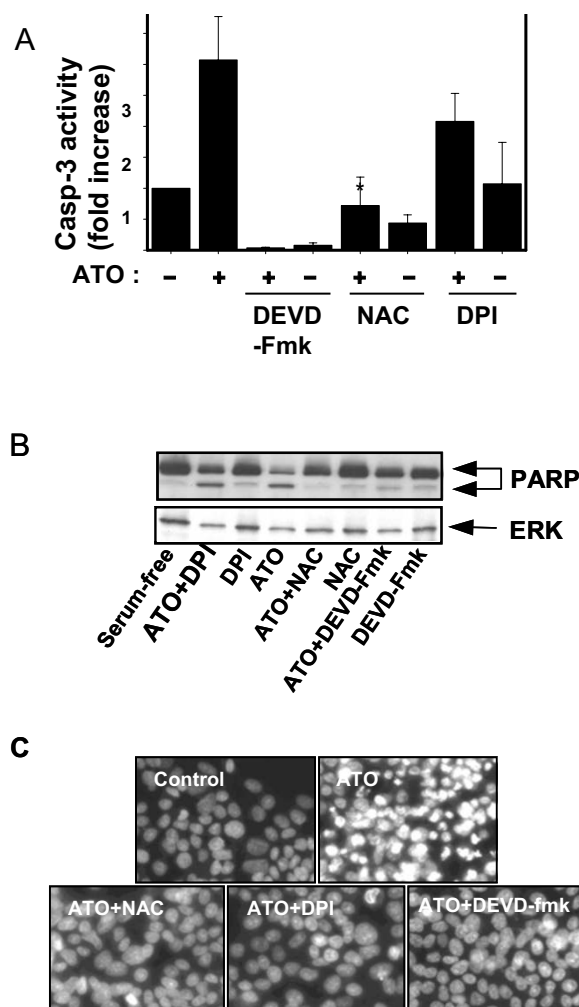 A
Casp-3 activity
(fold increase)
3
2
1
ATO : − + + − + − + −
DEVD
-Fmk
NAC
DPI
*
B
PARP
ERK
Serum-free
ATO+DPI
DPI
ATO
ATO+NAC
NAC
ATO+DEVD-Fmk
DEVD-Fmk
C
Control
ATO
ATO+NAC
ATO+DPI
ATO+DEVD-fmk